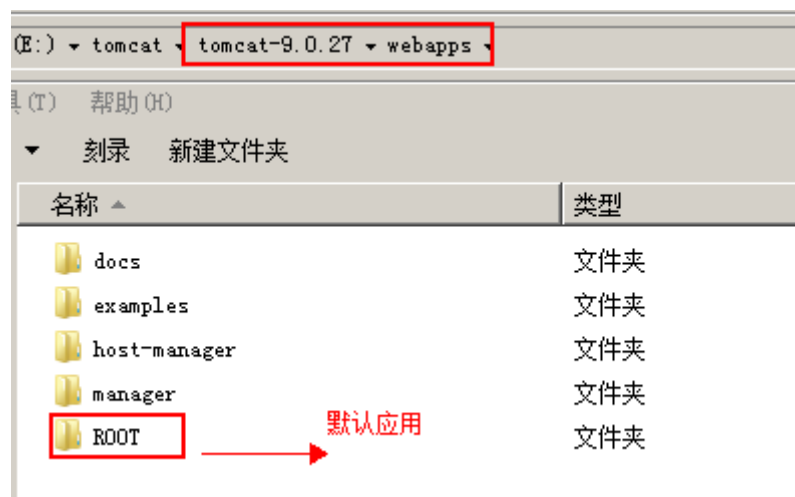 (E:) tomcat tomcat-9.0.27 webapps
(T) 帮助(H)
刻录 新建文件夹
名称 类型
docs 文件夹
examples 文件夹
host-manager 文件夹
manager 文件夹
ROOT 默认应用 文件夹